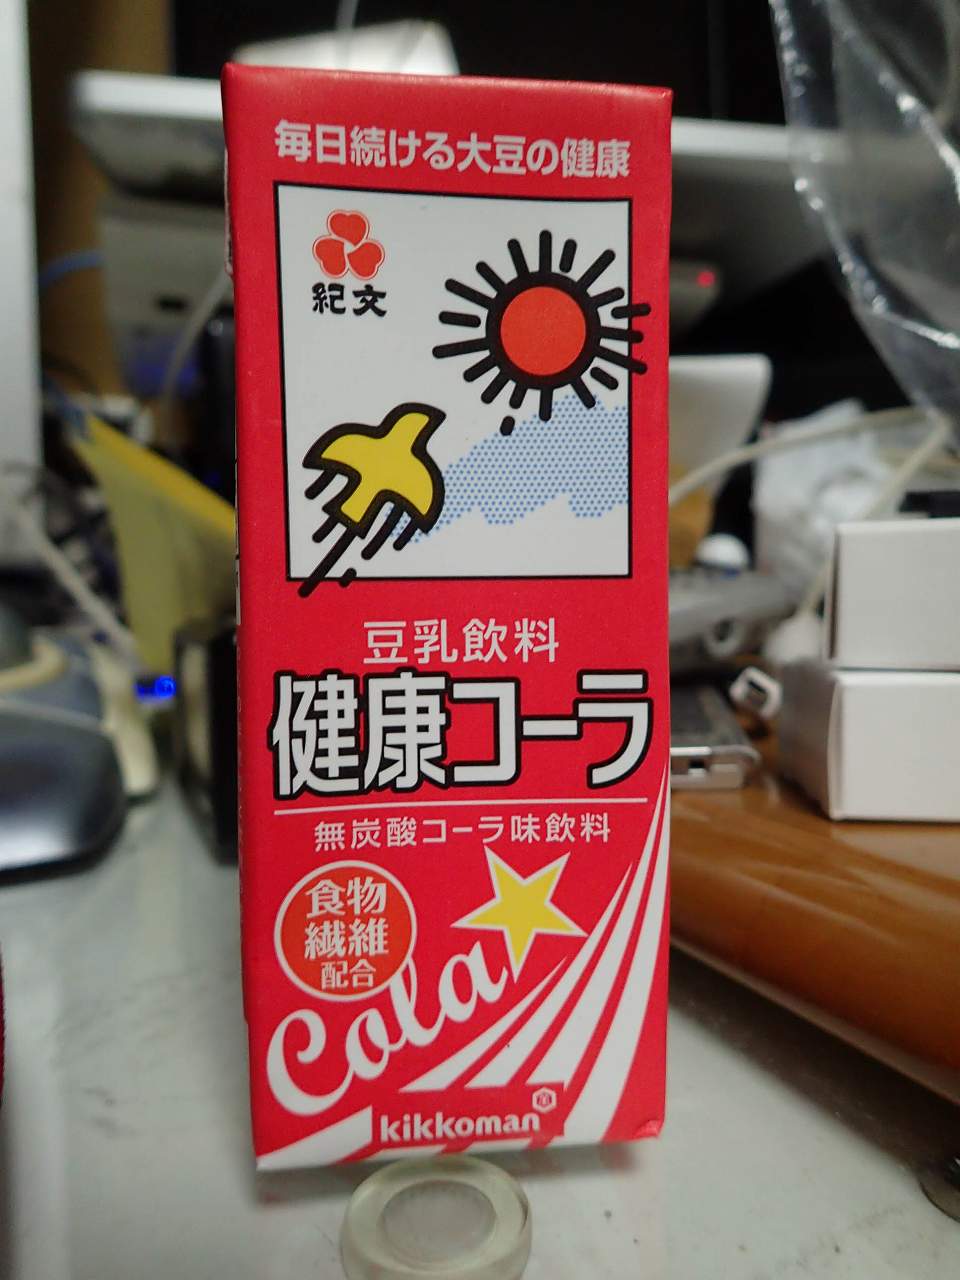 毎日続ける大豆の健康
紀文
豆乳飲料
健康コーラ
無炭酸コーラ味飲料
食物
繊維
配合
Cola
kikkoman